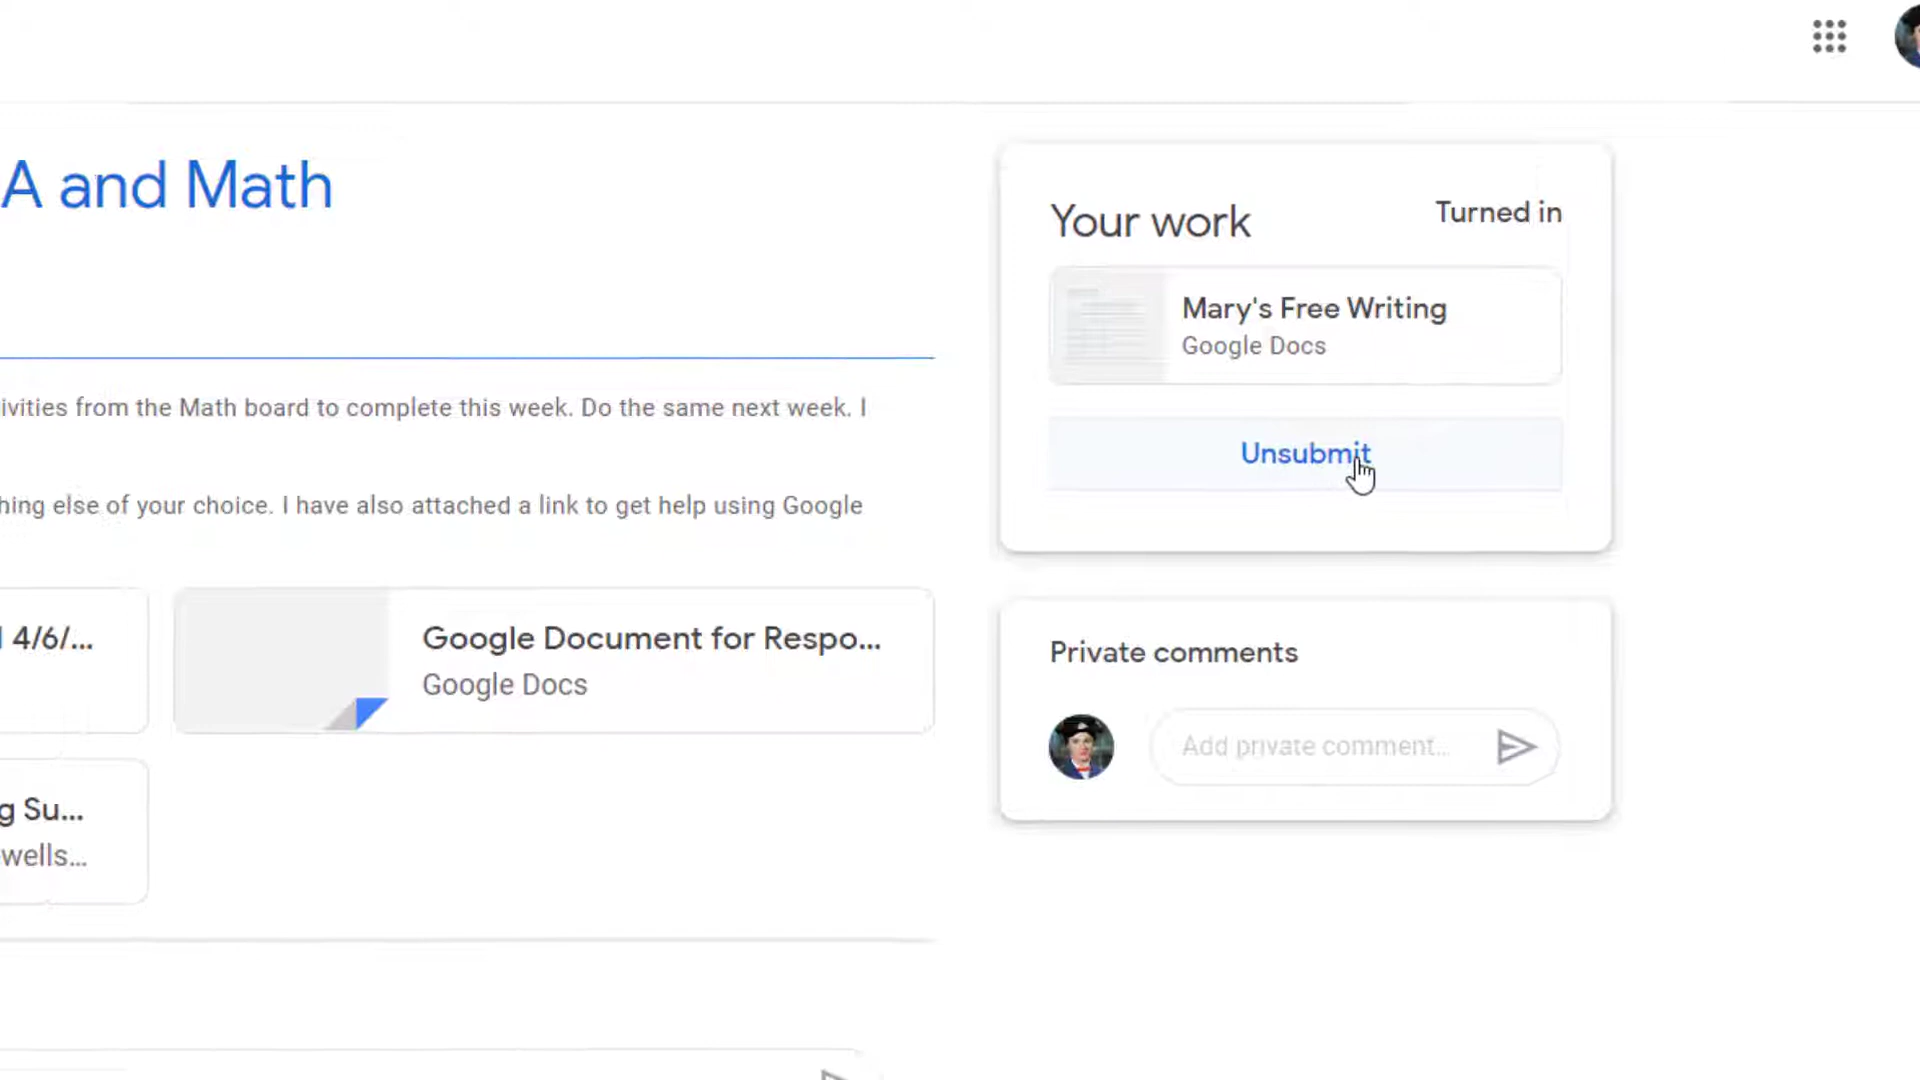 A and Math
ivities from the Math board to complete this week. Do the same next week. I
hing else of your choice. I have also attached a link to get help using Google
4/6/...
Google Document for Respo...
Google Docs
g Su...
wells...
Your work
Turned in
Mary's Free Writing
Google Docs
Unsubmit
Private comments
Add private comment...